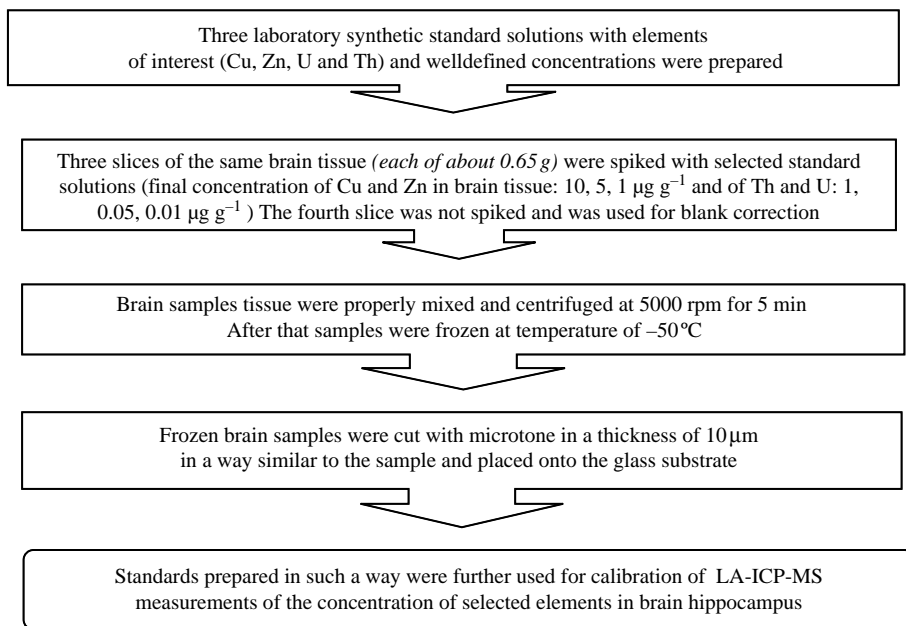 Three laboratory synthetic standard solutions with elements
of interest (Cu, Zn, U and Th) and welldefined concentrations were prepared
Three slices of the same brain tissue (each of about 0.65 g) were spiked with selected standard
solutions (final concentration of Cu and Zn in brain tissue: 10, 5, 1 μg g⁻¹ and of Th and U: 1,
0.05, 0.01 μg g⁻¹ ) The fourth slice was not spiked and was used for blank correction
Brain samples tissue were properly mixed and centrifuged at 5000 rpm for 5 min
After that samples were frozen at temperature of –50 °C
Frozen brain samples were cut with microtone in a thickness of 10 μm
in a way similar to the sample and placed onto the glass substrate
Standards prepared in such a way were further used for calibration of LA-ICP-MS
measurements of the concentration of selected elements in brain hippocampus